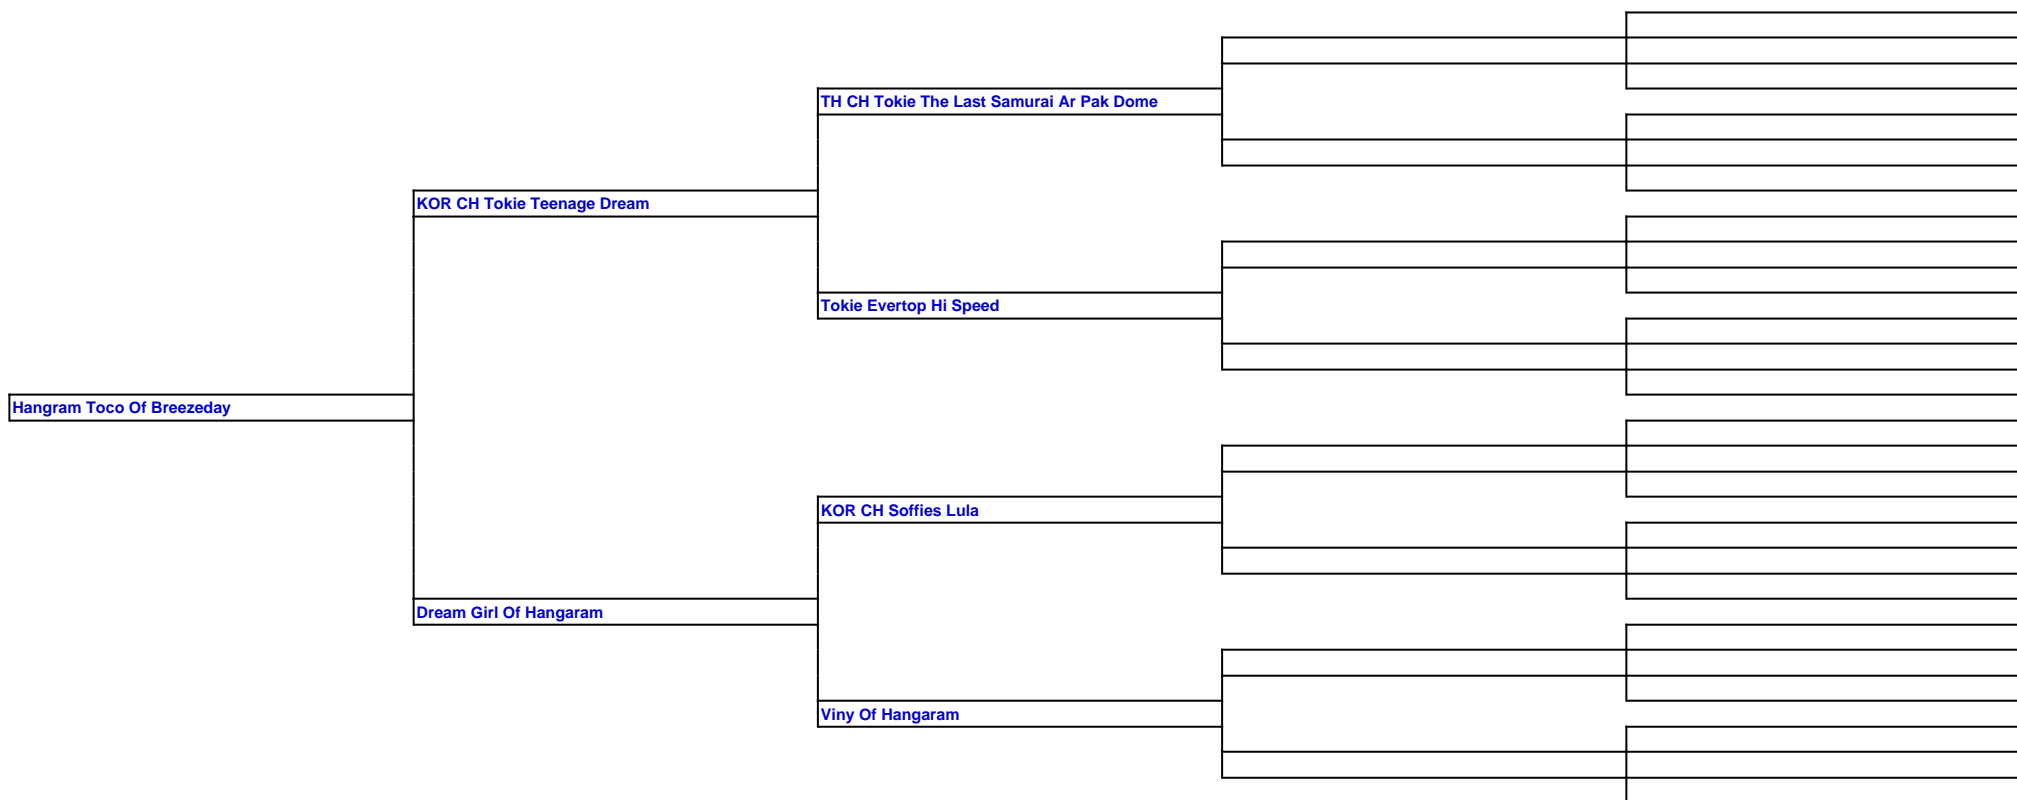 TH CH Tokie The Last Samurai Ar Pak Dome
KOR CH Tokie Teenage Dream
Tokie Evertop Hi Speed
Hangram Toco Of Breezeday
KOR CH Soffies Lula
Dream Girl Of Hangaram
Viny Of Hangaram